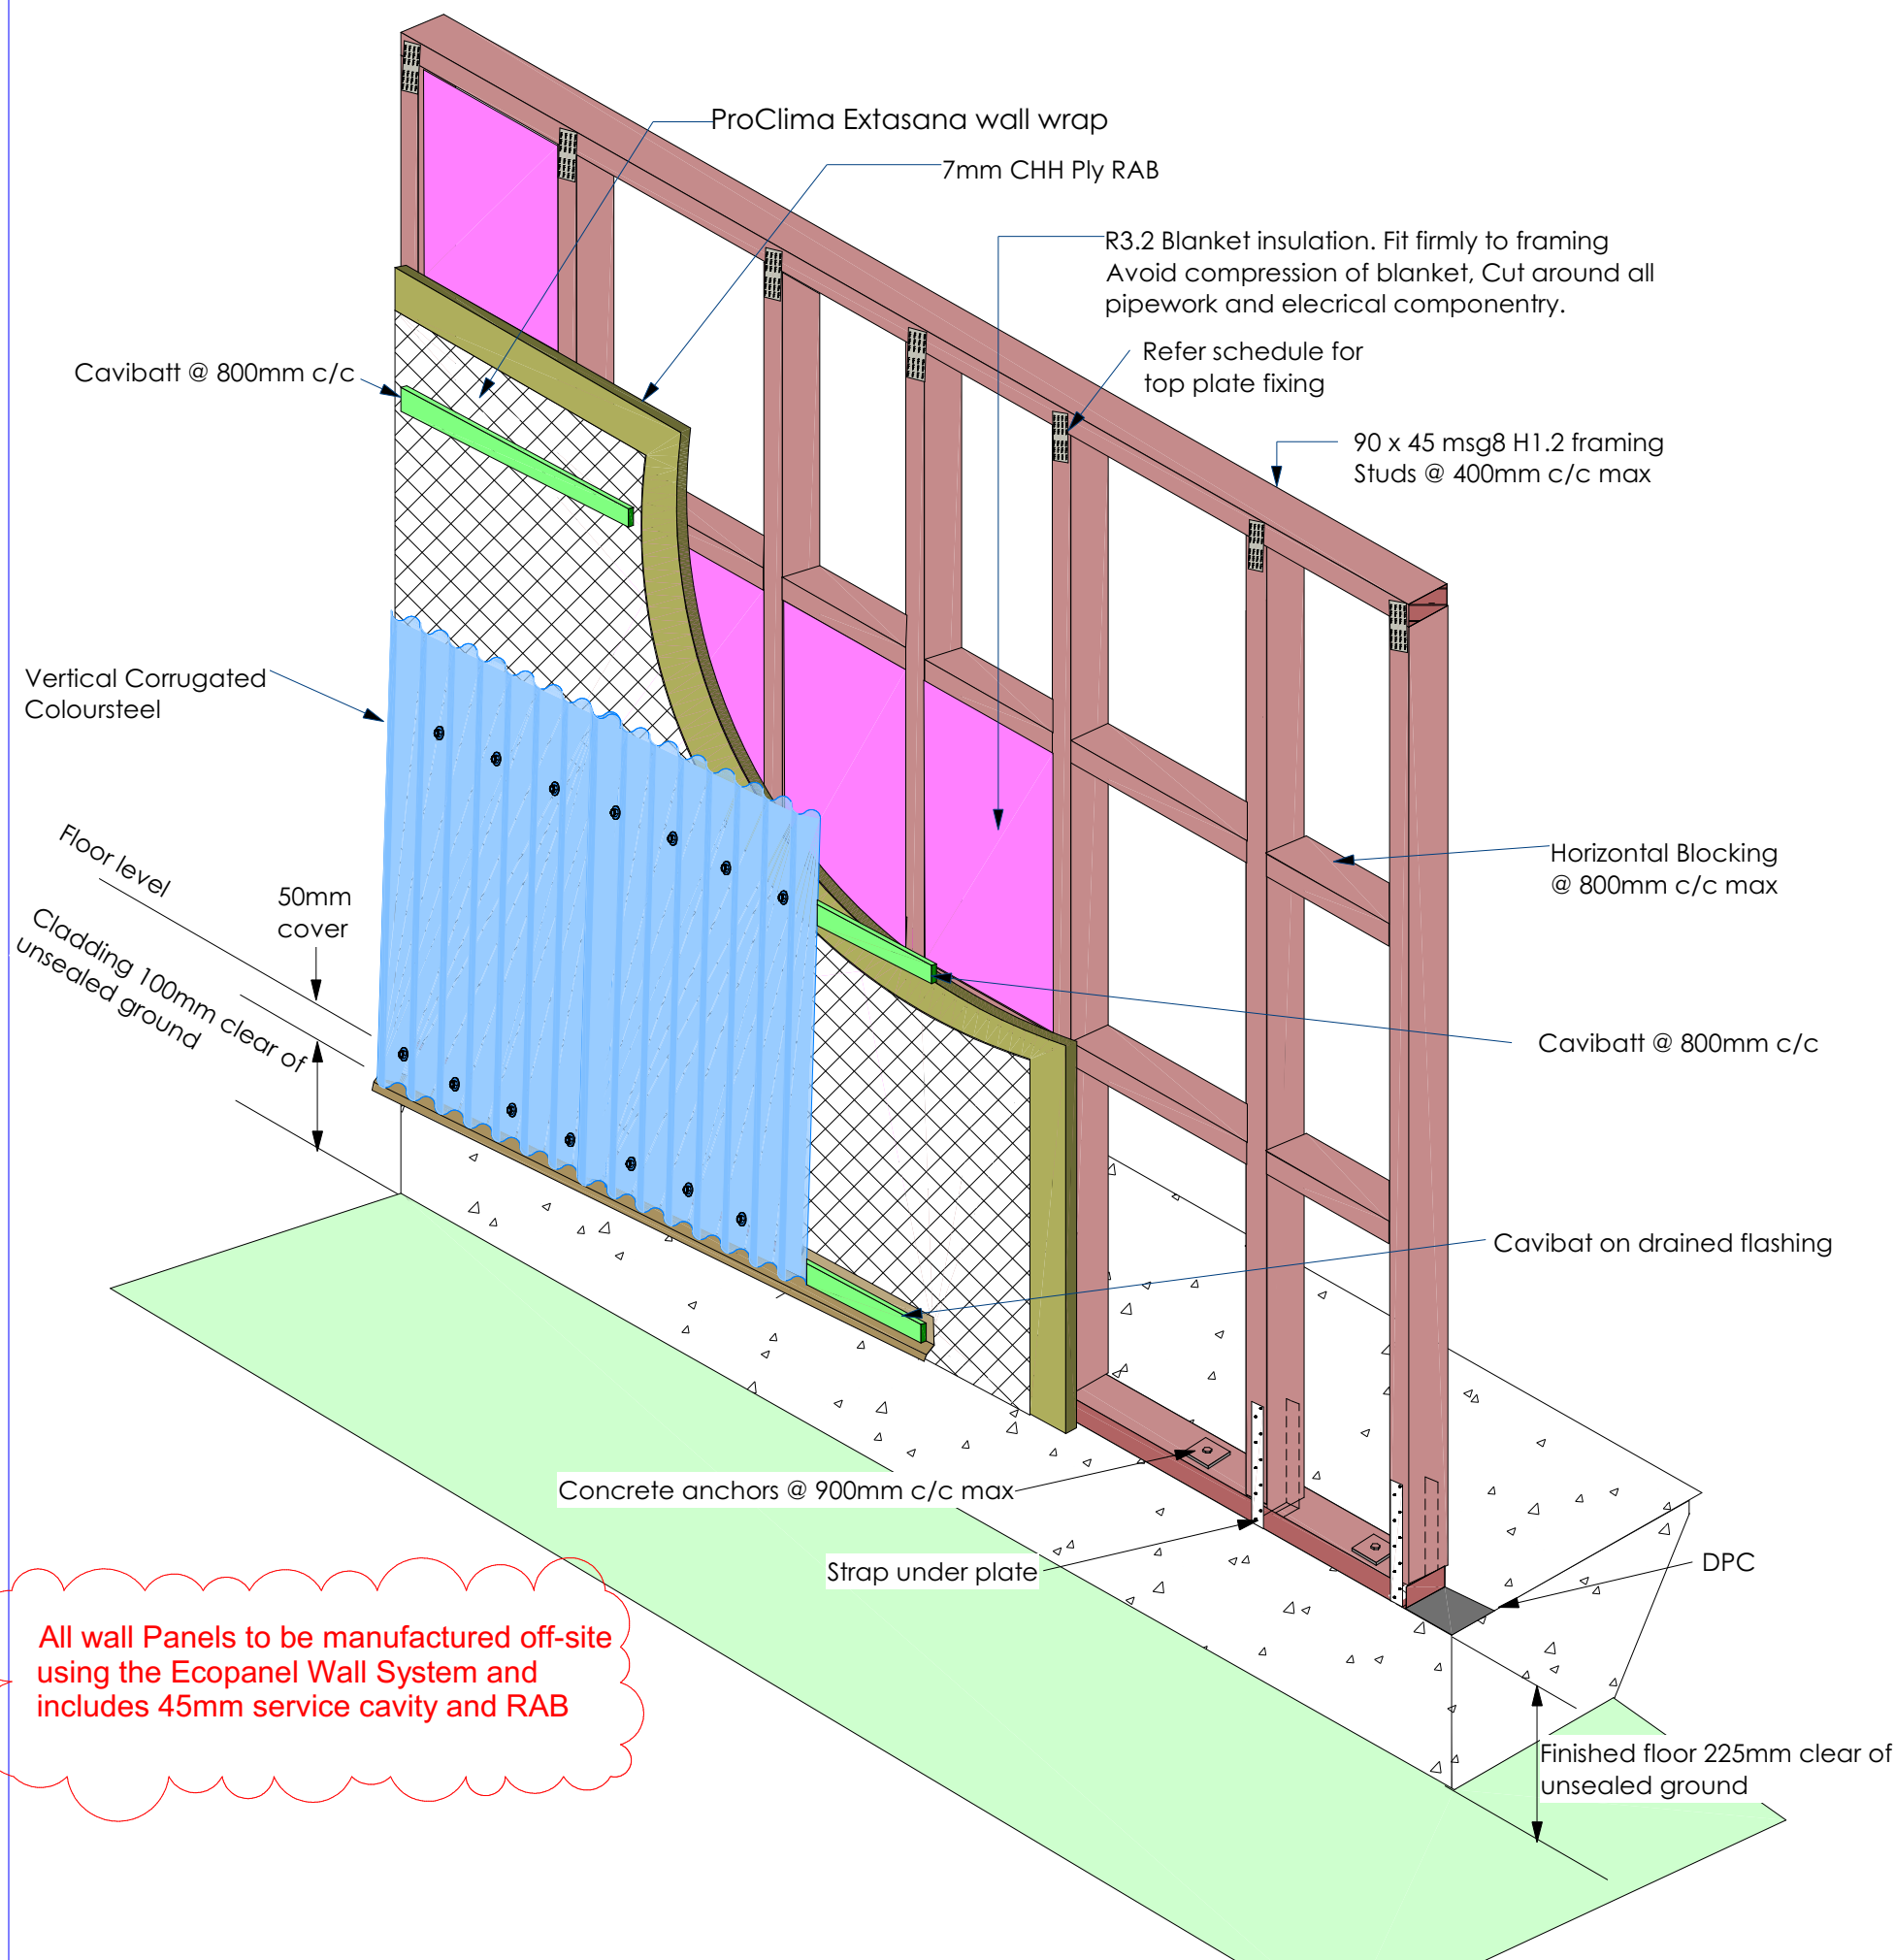 ProClima Extasana wall wrap
7mm CHH Ply RAB
R3.2 Blanket insulation. Fit firmly to framing
Avoid compression of blanket, Cut around all
pipework and elecrical componentry.
Refer schedule for
top plate fixing
Cavibatt @ 800mm c/c
90 x 45 msg8 H1.2 framing
Studs @ 400mm c/c max
Vertical Corrugated
Coloursteel
Floor level
50mm
cover
Cladding 100mm clear of
unsealed ground
Horizontal Blocking
@ 800mm c/c max
Cavibatt @ 800mm c/c
Cavibat on drained flashing
Concrete anchors @ 900mm c/c max
Strap under plate
DPC
All wall Panels to be manufactured off-site
using the Ecopanel Wall System and
includes 45mm service cavity and RAB
Finished floor 225mm clear of
unsealed ground